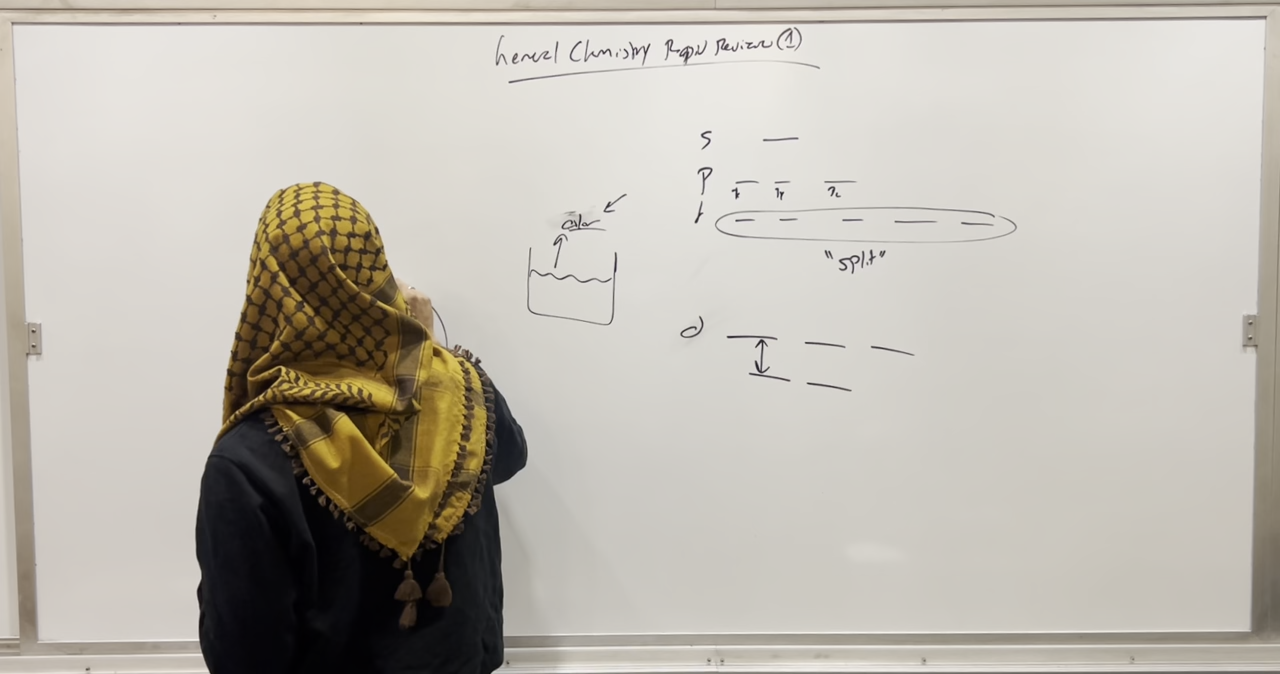 General Chemistry Rapid Review (1)
S
P
color
"split"
d